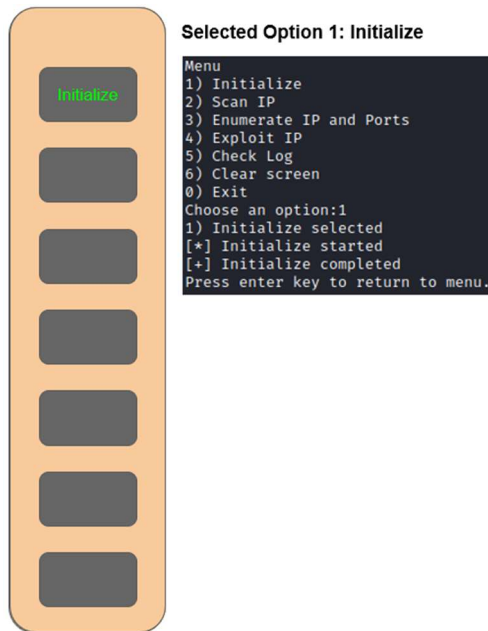 Initialize
Selected Option 1: Initialize
Menu
1) Initialize
2) Scan IP
3) Enumerate IP and Ports
4) Exploit IP
5) Check Log
6) Clear screen
0) Exit
Choose an option:1
1) Initialize selected
[*] Initialize started
[+] Initialize completed
Press enter key to return to menu.